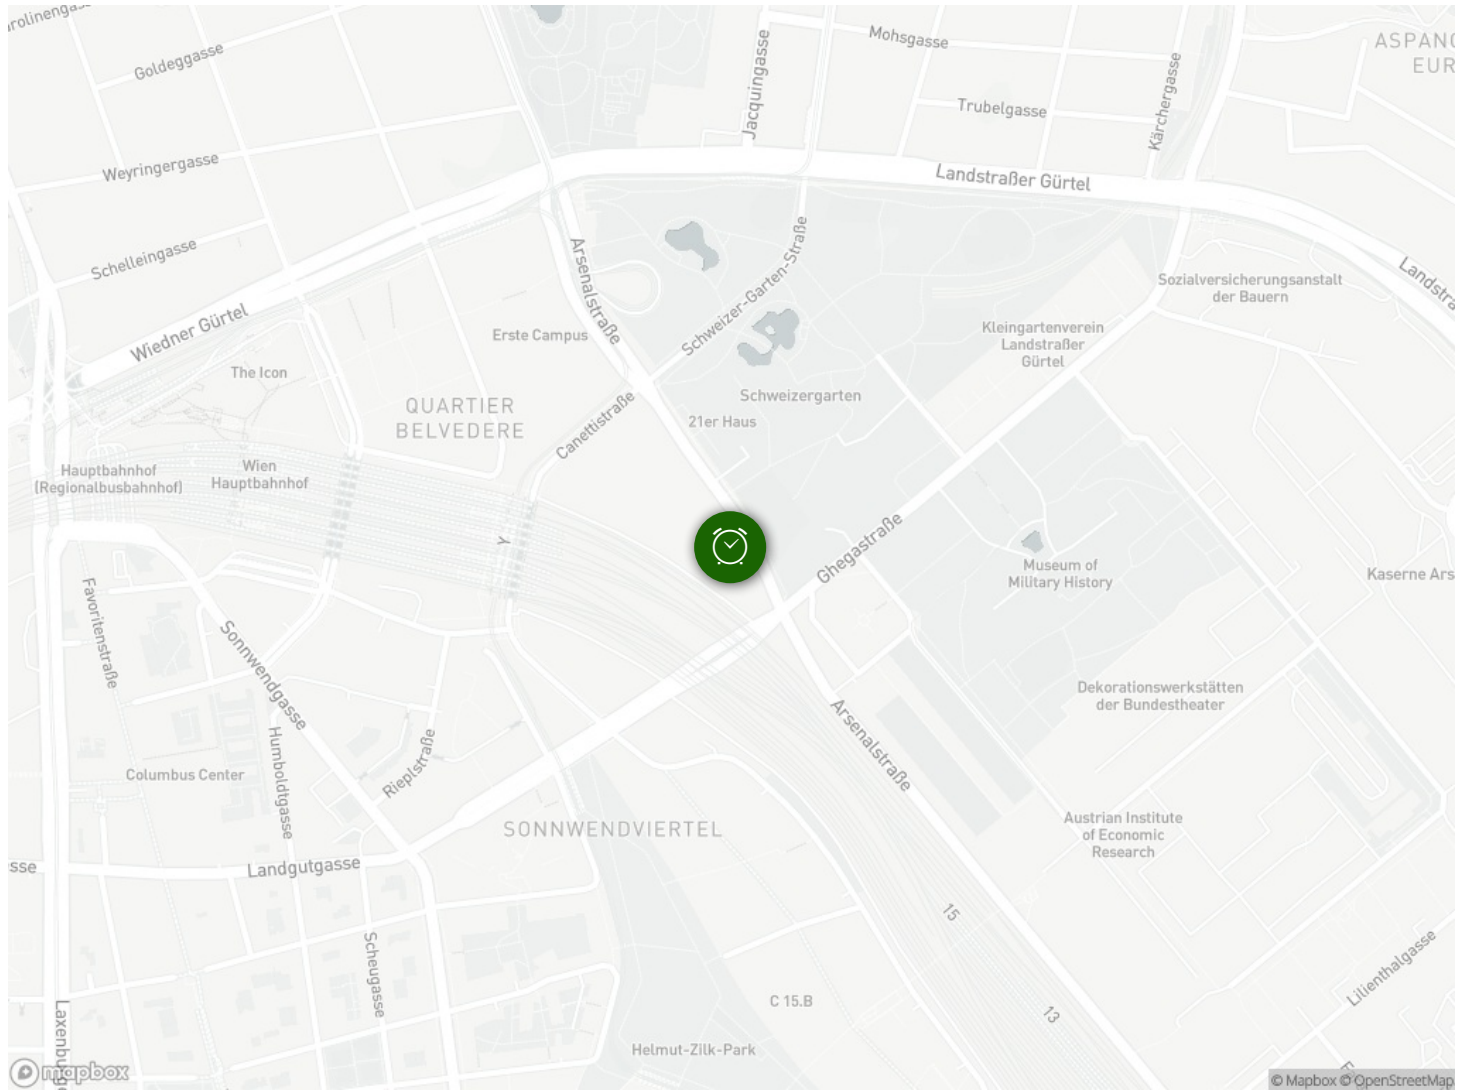 rolinengas
Goldeggasse
Jacquingasse
Mohsgasse
Kärchergasse
ASPANG
EUR
Trubelgasse
Weyringergasse
Landstraßer Gürtel
Schelleingasse
Arsenalstraße
Schweizer-Garten-Straße
Sozialversicherungsanstalt
der Bauern
Landstra
Wiedner Gürtel
Erste Campus
Kleingartenverein
Landstraßer
Gürtel
The Icon
QUARTIER
BELVEDERE
Schweizergarten
21er Haus
Canettistraße
Hauptbahnhof
(Regionalbusbahnhof)
Wien
Hauptbahnhof
Y
Ghegastraße
Museum of
Military History
Kaserne Ars
Favoritenstraße
Sonnwendgasse
Dekorationswerkstätten
der Bundestheater
Arsenalstraße
Humboldtgasse
Rieplstraße
Columbus Center
SONNWENDVIERTEL
Austrian Institute
of Economic
Research
sse
Landgutgasse
15
Scheugasse
Lilienthalgasse
C 15.B
13
Laxenburg
Helmut-Zilk-Park
mapbox
© Mapbox © OpenStreetMap